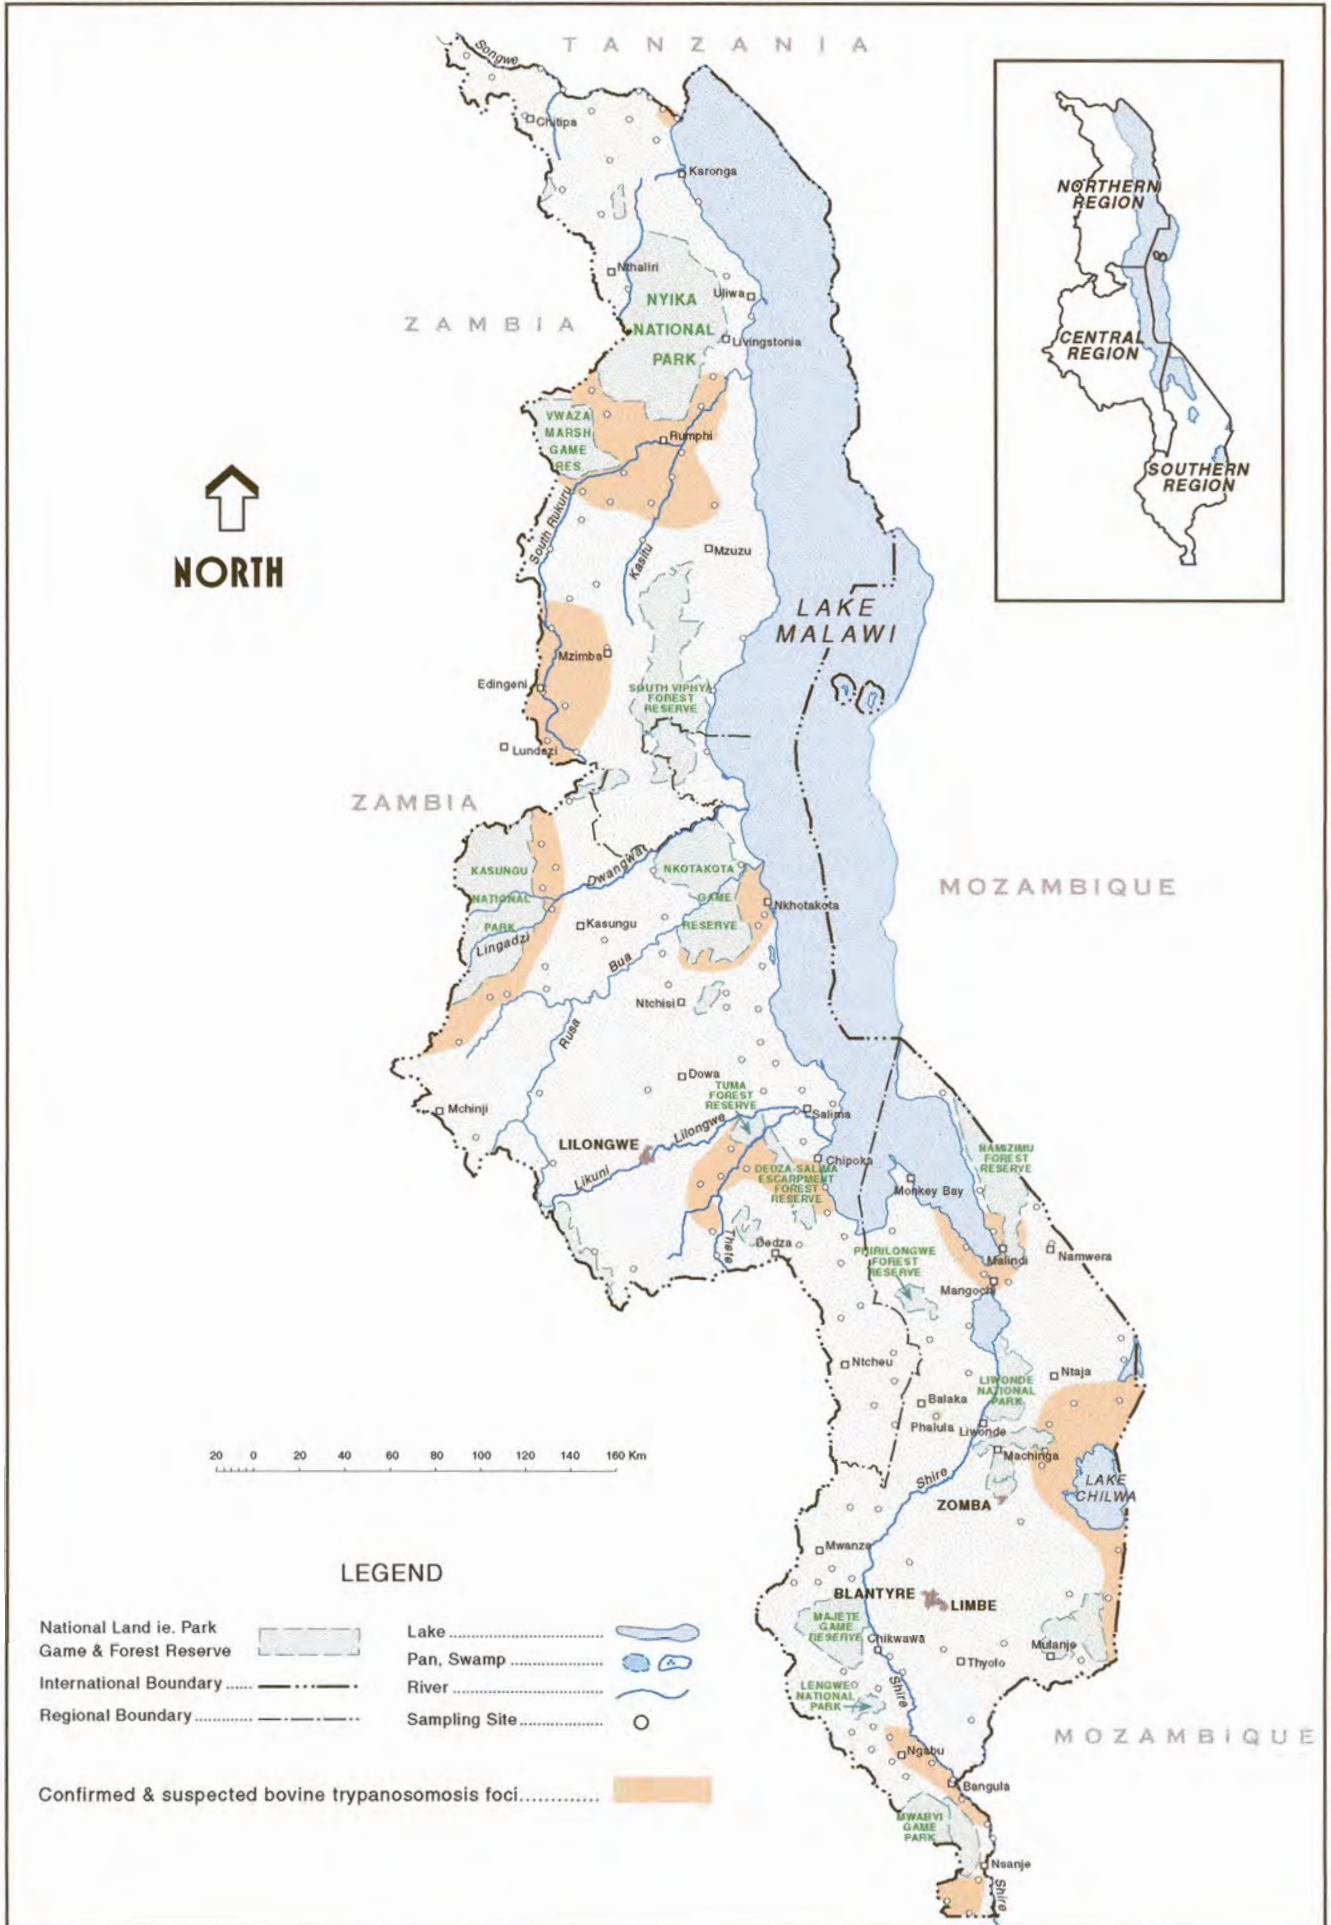 TANZANIA
Songwe
Chitipa
Karonga
NORTHERN
REGION
Nthaliri
NYIKA
NATIONAL
PARK
Uliwa
Livingstonia
ZAMBIA
CENTRAL
REGION
VWAZA
MARSH
GAME
RES.
Rumphi
SOUTHERN
REGION
South Rukuru
Kasitu
Mzuzu
NORTH
LAKE
MALAWI
Mzimba
Edingeni
SOUTH VIPHYA
FOREST
RESERVE
Lundazi
ZAMBIA
KASUNGU
NATIONAL
PARK
Lingadzi
Dwangwa
NKOTAKOTA
GAME
RESERVE
Nkhotakota
MOZAMBIQUE
Kasungu
Bua
Ntchisi
Rusa
Dowa
TUMA
FOREST
RESERVE
Mchinji
Salima
LILONGWE
Lilongwe
Likuni
Chipoka
DEDZA-SALIMA
ESCARPMENT
FOREST
RESERVE
Monkey Bay
NAMIZIMU
FOREST
RESERVE
Thete
Dedza
PHIRILONGWE
FOREST
RESERVE
Malindi
Namwera
Mangochi
Ntcheu
LIWONDE
NATIONAL
PARK
Ntaja
Balaka
Phalula
Liwonde
Machinga
Shire
ZOMBA
LAKE
CHILWA
20 0 20 40 60 80 100 120 140 160 Km
Mwanza
BLANTYRE
LIMBE
MAJETE
GAME
RESERVE
Chikwawa
Mulanje
Thyolo
LENGWE
NATIONAL
PARK
Shire
MOZAMBIQUE
Ngabu
Bangula
MWABVI
GAME
PARK
Nsanje
Shire
LEGEND
National Land ie. Park
Game & Forest Reserve
International Boundary .....
Regional Boundary ...........
Lake ..............................
Pan, Swamp ..................
River .............................
Sampling Site.................
Confirmed & suspected bovine trypanosomosis foci.............